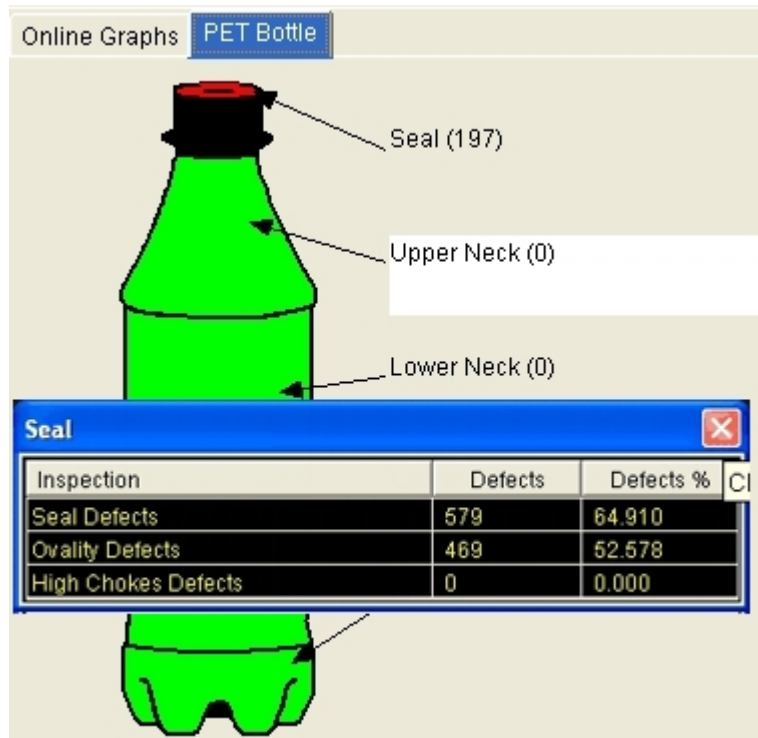 Online Graphs PET Bottle
Seal (197)
Upper Neck (0)
Lower Neck (0)
Seal
Inspection Defects Defects %
Seal Defects 579 64.910
Ovality Defects 469 52.578
High Chokes Defects 0 0.000